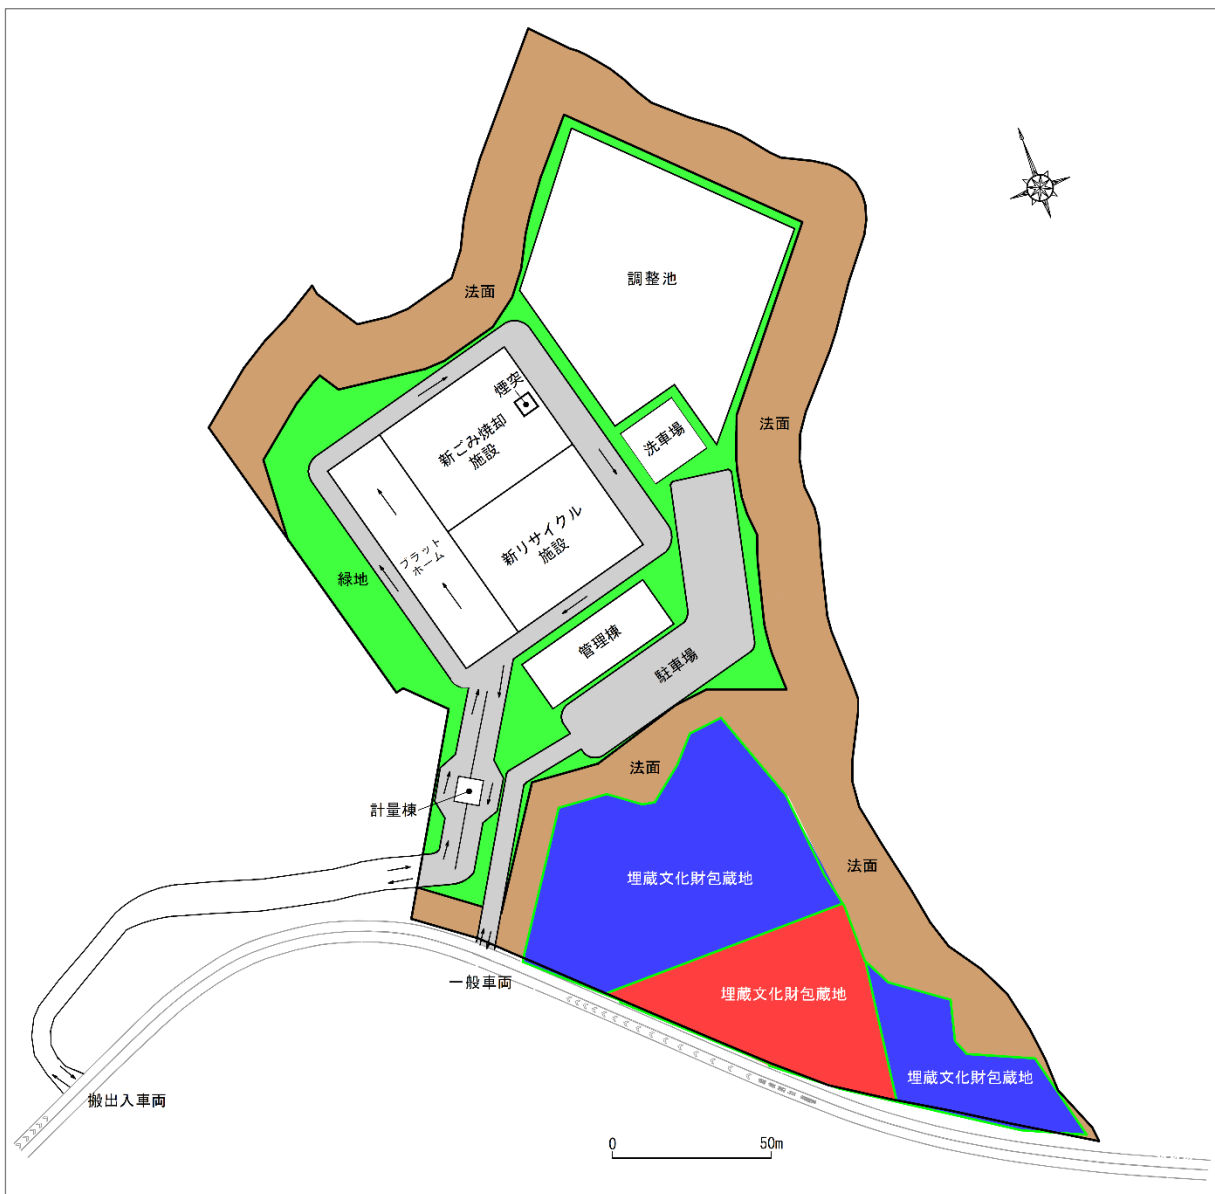 調整池
法面
煙突
法面
新ごみ焼却
施設
洗車場
新リサイクル
施設
プラット
ホーム
緑地
管理棟
駐車場
法面
計量棟
法面
埋蔵文化財包蔵地
一般車両
埋蔵文化財包蔵地
埋蔵文化財包蔵地
搬出入車両
0 50m